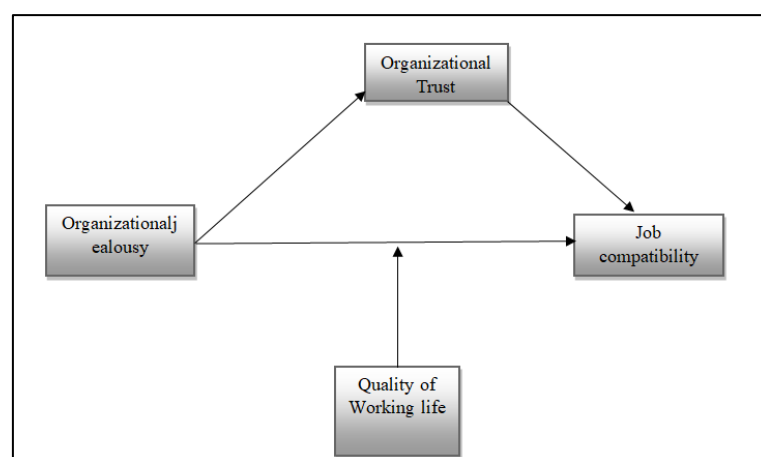 Organizational
Trust
Organizationalj
ealousy
Job
compatibility
Quality of
Working life